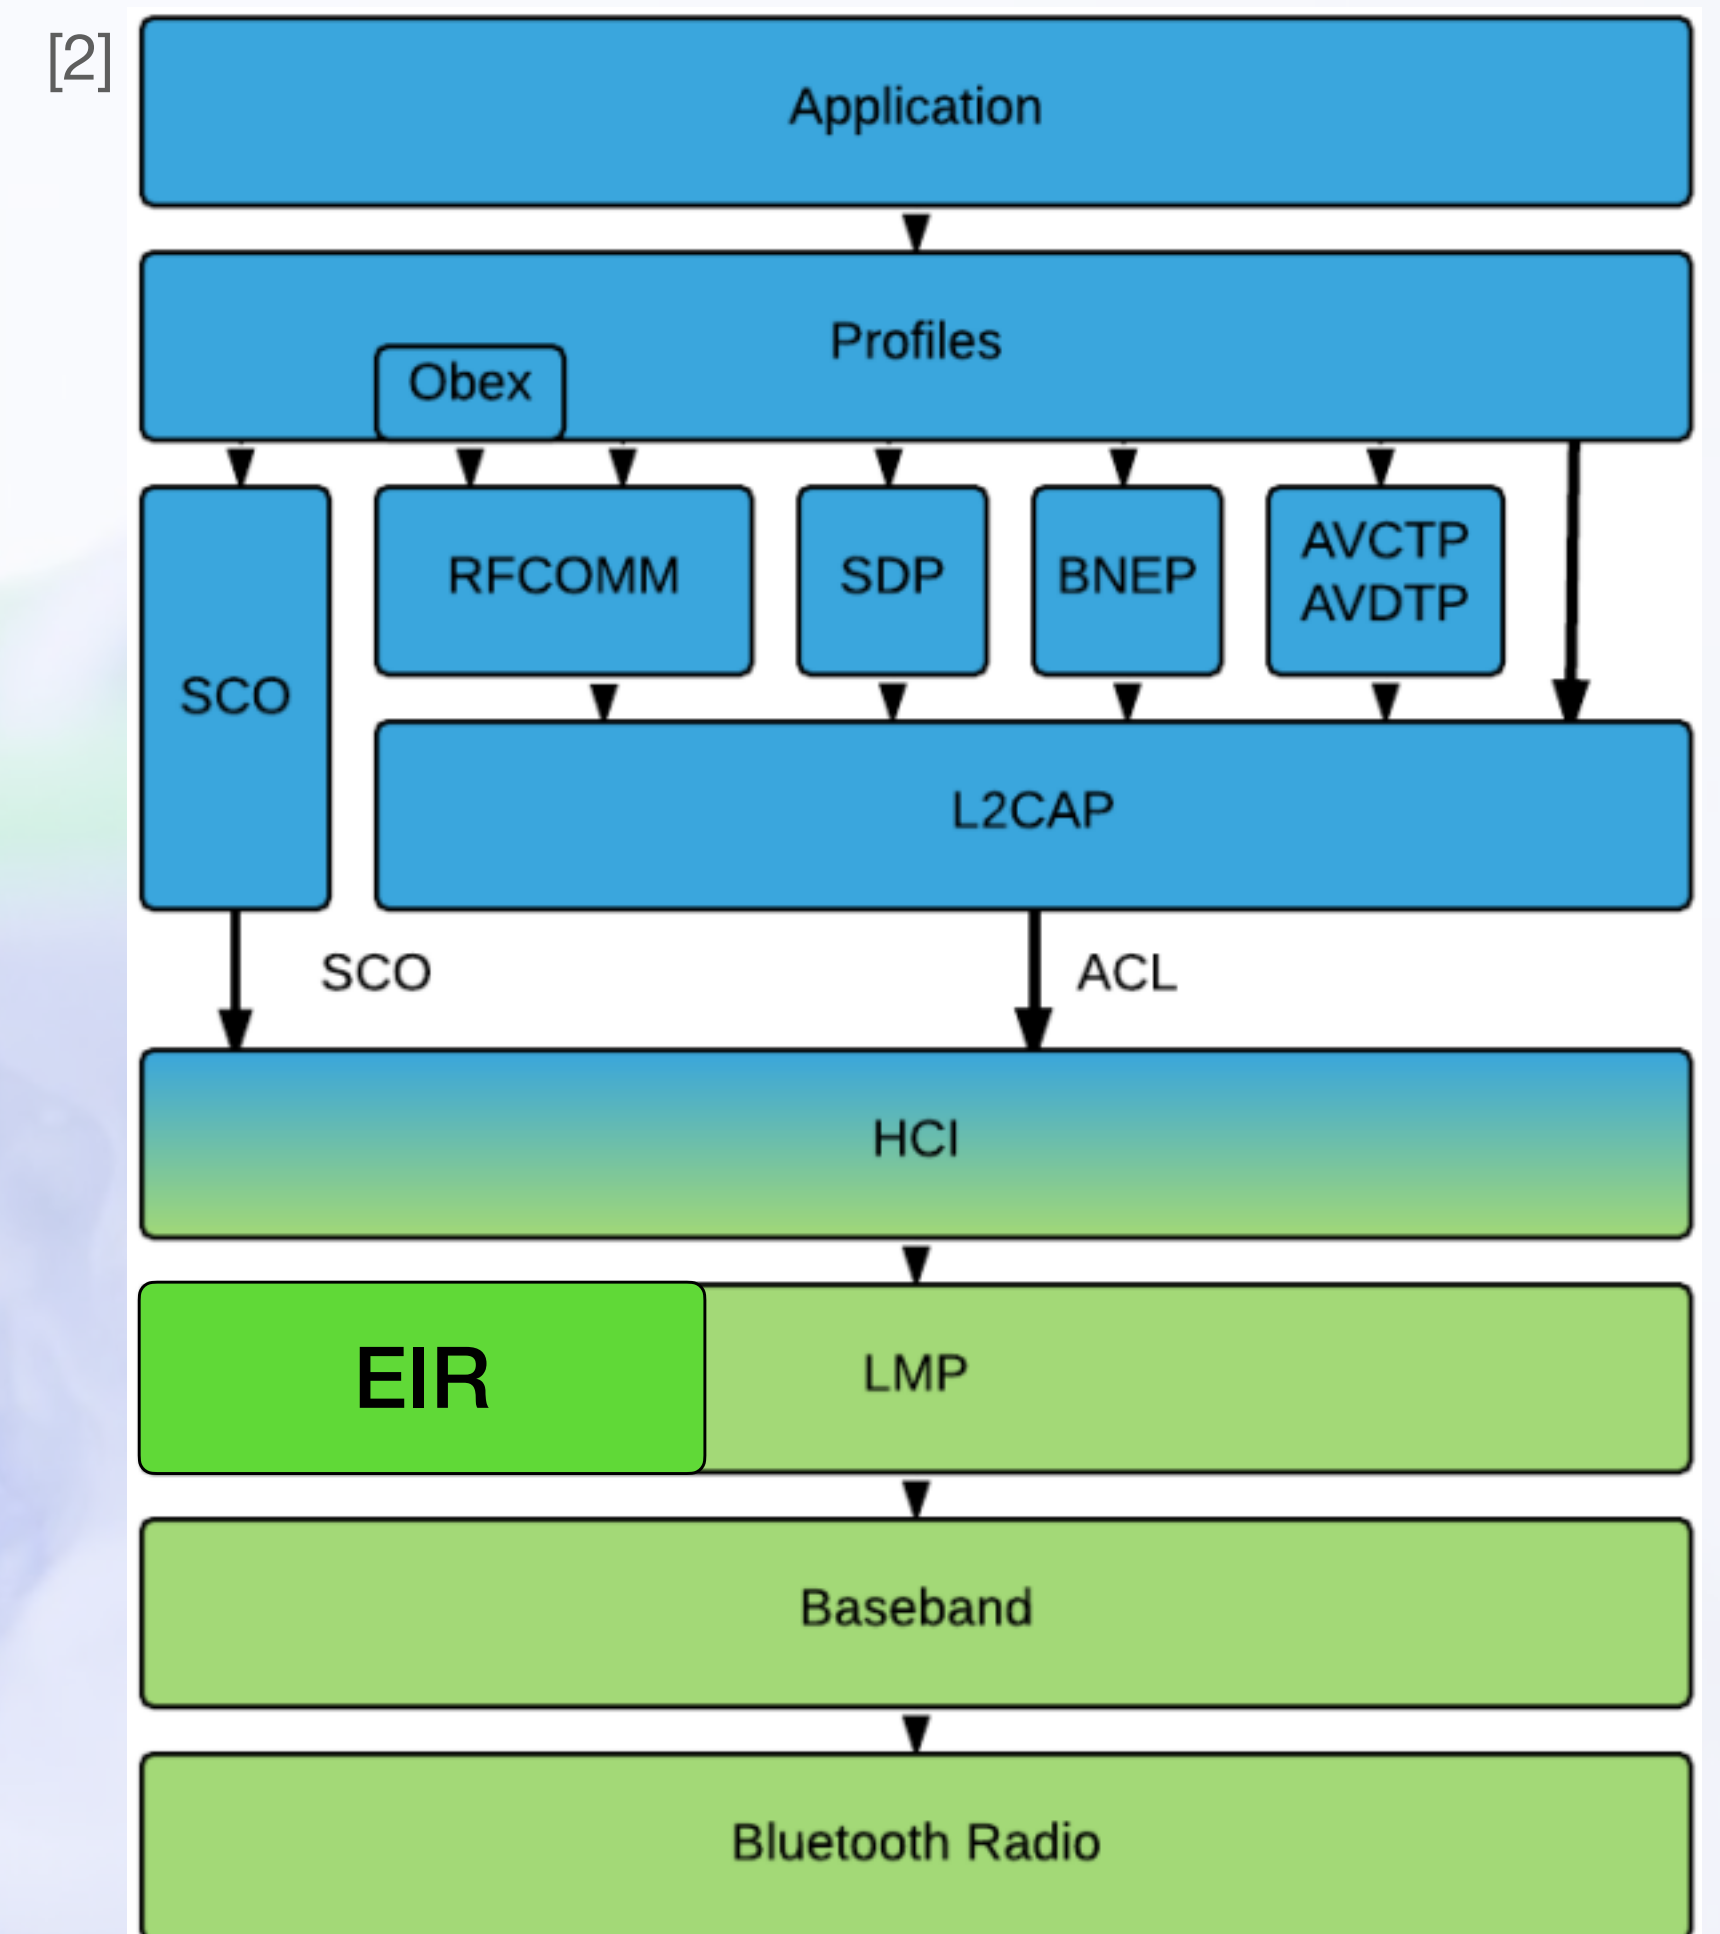 [2]
Application
Profiles
Obex
SCO
RFCOMM
SDP
BNEP
AVCTP
AVDTP
L2CAP
SCO
ACL
HCI
EIR
LMP
Baseband
Bluetooth Radio